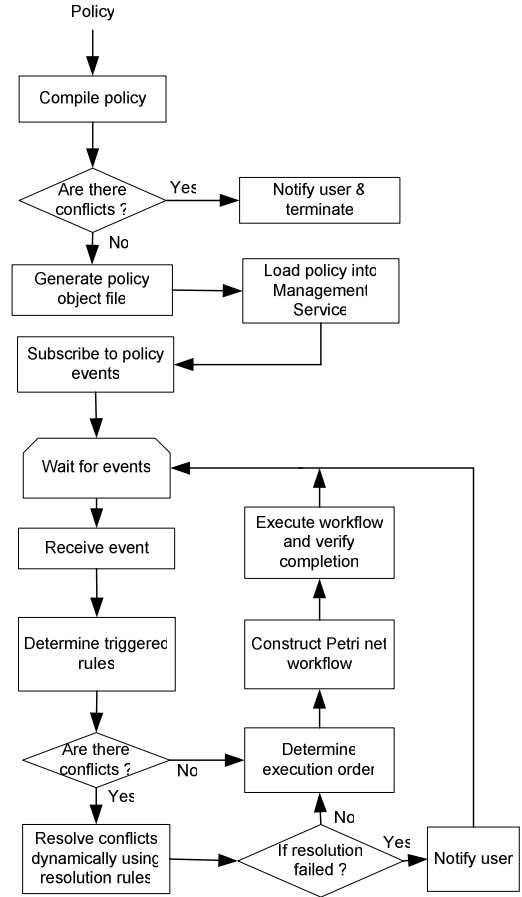 Policy
Compile policy
Are there
conflicts ?
Yes
Notify user &
terminate
No
Generate policy
object file
Load policy into
Management
Service
Subscribe to policy
events
Wait for events
Receive event
Execute workflow
and verify
completion
Determine triggered
rules
Construct Petri net
workflow
Are there
conflicts ?
No
Determine
execution order
Yes
No
Resolve conflicts
dynamically using
resolution rules
If resolution
failed ?
Yes
Notify user